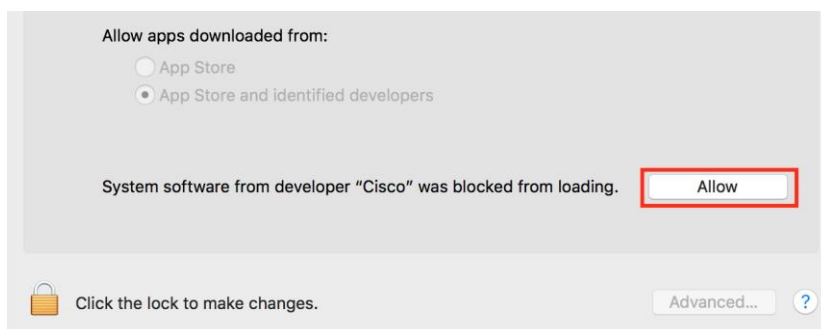 Allow apps downloaded from:
App Store
App Store and identified developers
System software from developer “Cisco” was blocked from loading. Allow
Click the lock to make changes. Advanced... ?